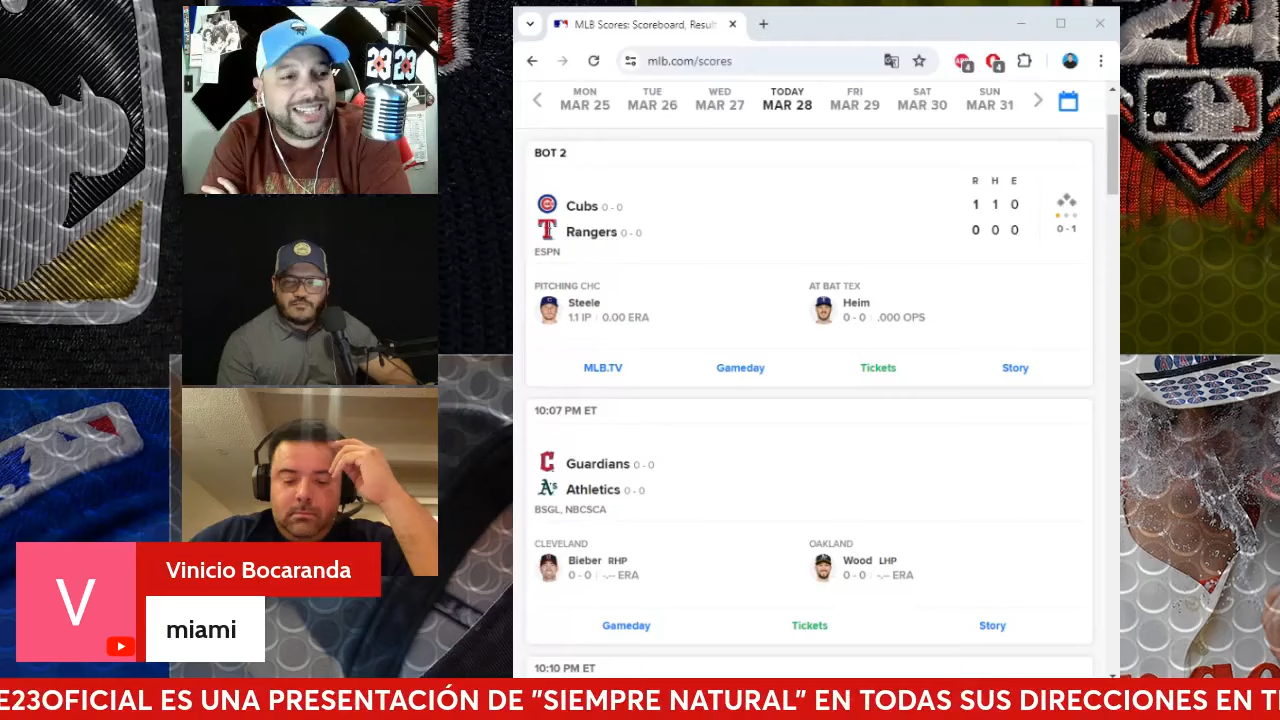 MLB Scores: Scoreboard, Resul
mlb.com/scores
4
4
MON TUE WED TODAY FRI SAT SUN
MAR 25 MAR 26 MAR 27 MAR 28 MAR 29 MAR 30 MAR 31
BOT 2
R H E
Cubs 0 - 0 1 1 0
Rangers 0 - 0 0 0 0
0 - 1
ESPN
PITCHING CHC AT BAT TEX
Steele Heim
1.1 IP | 0.00 ERA 0 - 0 | .000 OPS
MLB.TV Gameday Tickets Story
10:07 PM ET
Guardians 0 - 0
Athletics 0 - 0
BSGL, NBCSCA
CLEVELAND OAKLAND
Bieber RHP Wood LHP
0 - 0 | -.-- ERA 0 - 0 | -.-- ERA
Gameday Tickets Story
10:10 PM ET
23 23
V
Vinicio Bocaranda
miami
E23OFICIAL ES UNA PRESENTACIÓN DE "SIEMPRE NATURAL" EN TODAS SUS DIRECCIONES EN T